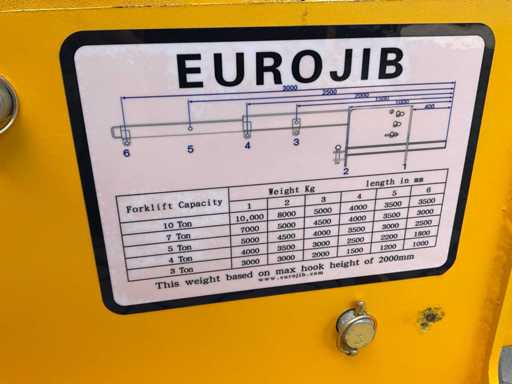 EUROJIB
3000
2500
2000
1500
1000
400
6 5 4 3
2 1
Weight Kg length in mm
Forklift Capacity 1 2 3 4 5 6
10 Ton 10,000 8000 5000 4000 3500 3500
7 Ton 7000 5000 4500 4000 3500 3000
5 Ton 5000 4500 4000 3500 3000 2500
4 Ton 4000 3500 3000 2500 2200 1800
3 Ton 3000 3000 2000 1500 1200 1000
This weight based on max hook height of 2000mm
www.eurojib.com